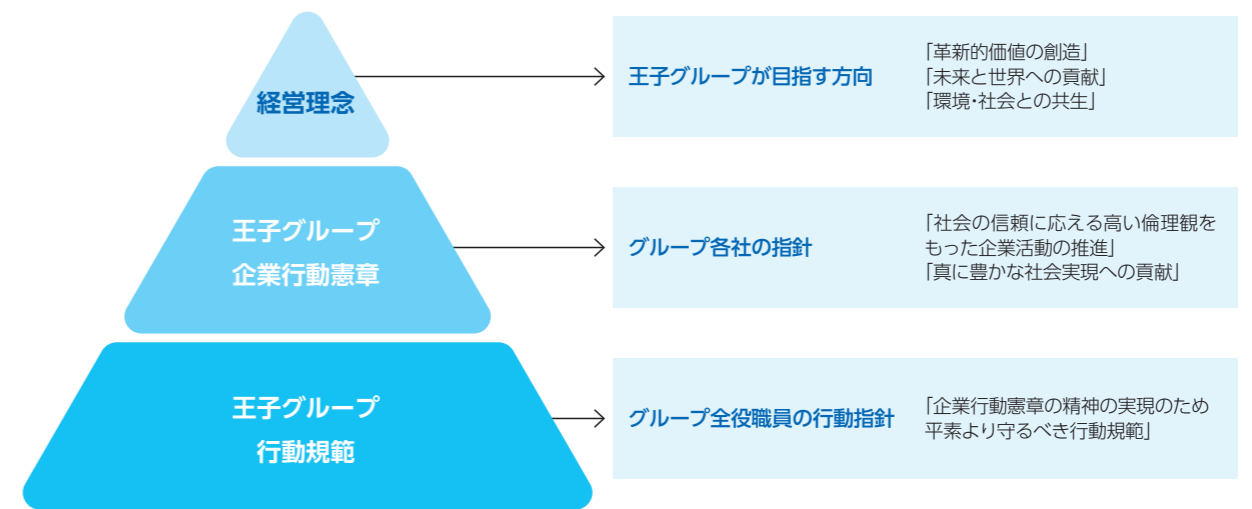 経営理念
王子グループが目指す方向
「革新的価値の創造」
「未来と世界への貢献」
「環境・社会との共生」
王子グループ
企業行動憲章
グループ各社の指針
「社会の信頼に応える高い倫理観を
もった企業活動の推進」
「真に豊かな社会実現への貢献」
王子グループ
行動規範
グループ全役職員の行動指針
「企業行動憲章の精神の実現のため
平素より守るべき行動規範」